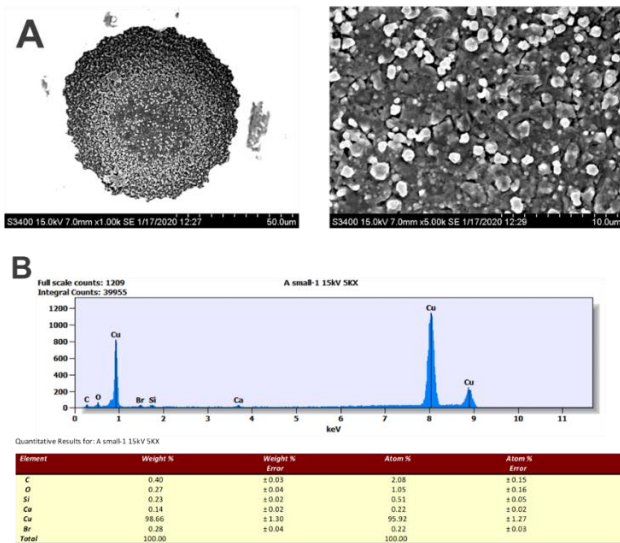 A
S3400 15.0kV 7.0mm x1.00k SE 1/17/2020 12:27 50.0um
S3400 15.0kV 7.0mm x5.00k SE 1/17/2020 12:29 10.0um
B
Full scale counts: 1209 A small-1 15kV 5KX
Integral Counts: 39955
1200
1000
800
600
400
200
0
Cu
C O Br Si Ca
Cu
Cu
0 1 2 3 4 5 6 7 8 9 10 11
keV
Quantitative Results for: A small-1 15kV 5KX
Element Weight % Weight % Error Atom % Atom % Error
C 0.40 ± 0.03 2.08 ± 0.15
O 0.27 ± 0.04 1.05 ± 0.16
Si 0.23 ± 0.02 0.51 ± 0.05
Ca 0.14 ± 0.02 0.22 ± 0.02
Cu 98.66 ± 1.30 95.92 ± 1.27
Br 0.28 ± 0.04 0.22 ± 0.03
Total 100.00 100.00